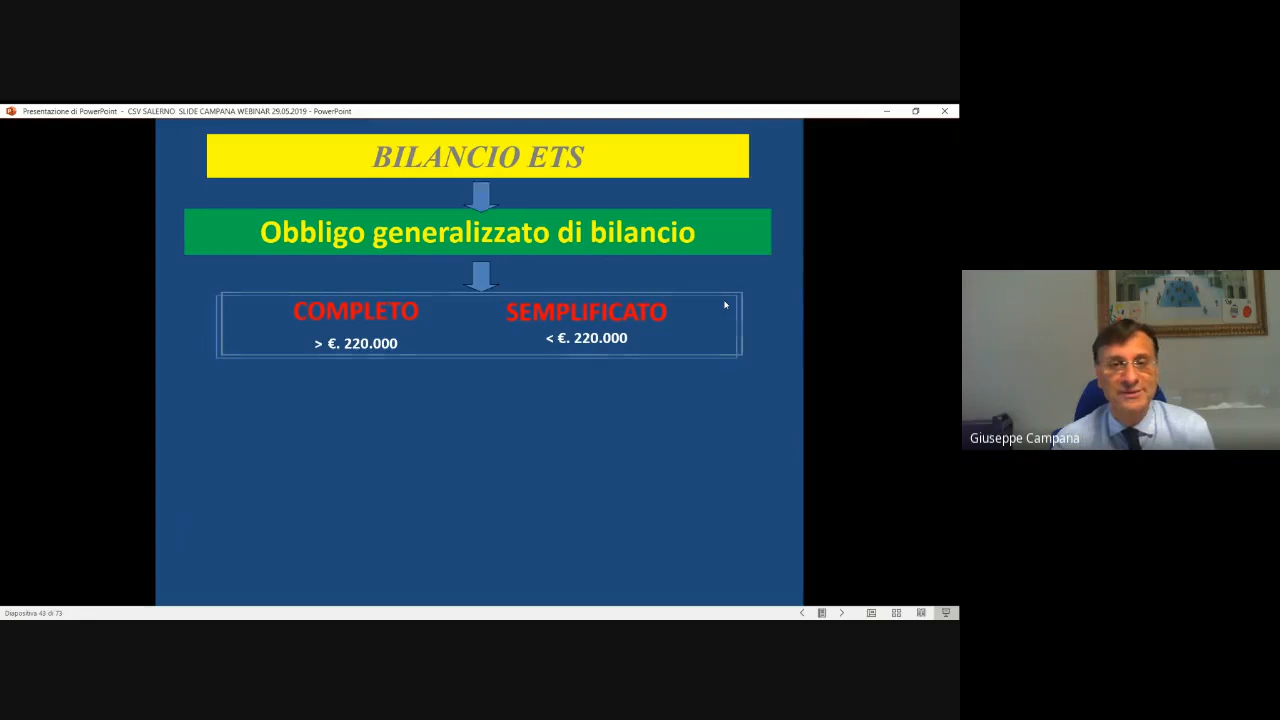 Presentazione di PowerPoint - CSV SALERNO SLIDE CAMPANA WEBINAR 29.05.2019 - PowerPoint
BILANCIO ETS
Obbligo generalizzato di bilancio
COMPLETO SEMPLIFICATO
> €. 220.000 < €. 220.000
Giuseppe Campana
Diapositiva 43 di 73